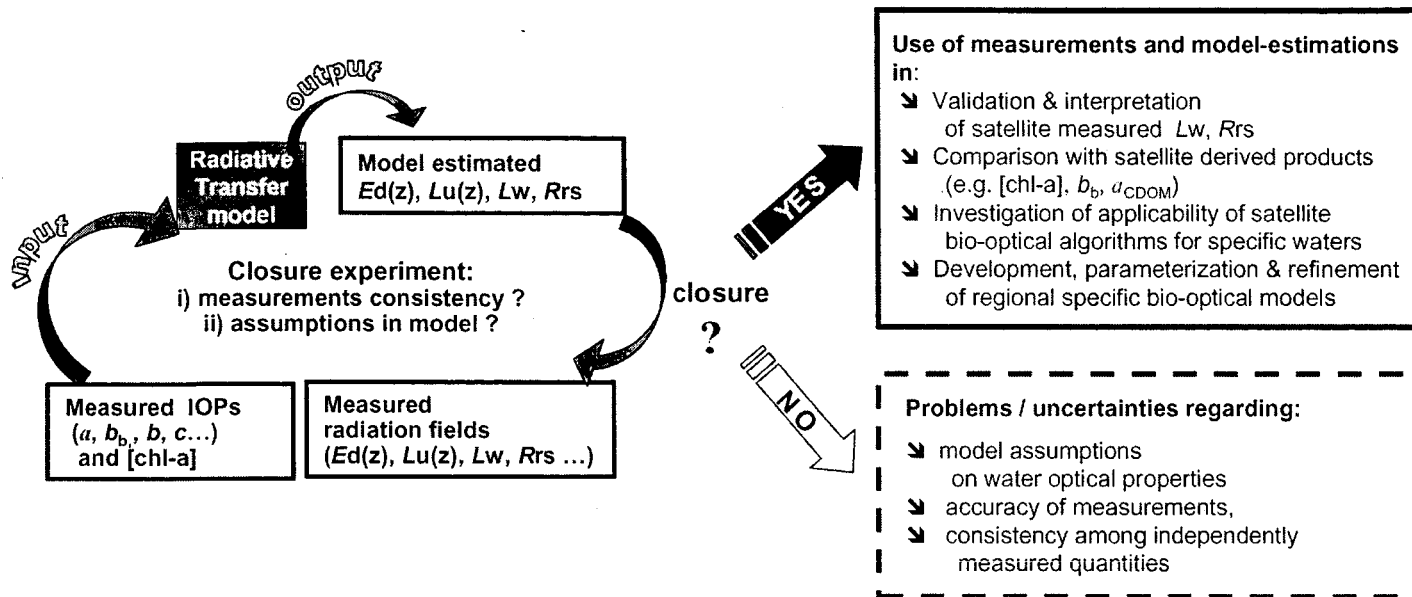 input
Radiative
Transfer
model
output
Model estimated
Ed(z), Lu(z), Lw, Rrs
Closure experiment:
i) measurements consistency ?
ii) assumptions in model ?
Measured IOPs
(a, bb, b, c...)
and [chl-a]
Measured
radiation fields
(Ed(z), Lu(z), Lw, Rrs ...)
closure
?
YES
Use of measurements and model-estimations
in:
➘ Validation & interpretation
of satellite measured Lw, Rrs
➘ Comparison with satellite derived products
(e.g. [chl-a], bb, aCDOM)
➘ Investigation of applicability of satellite
bio-optical algorithms for specific waters
➘ Development, parameterization & refinement
of regional specific bio-optical models
NO
Problems / uncertainties regarding:
➘ model assumptions
on water optical properties
➘ accuracy of measurements,
➘ consistency among independently
measured quantities